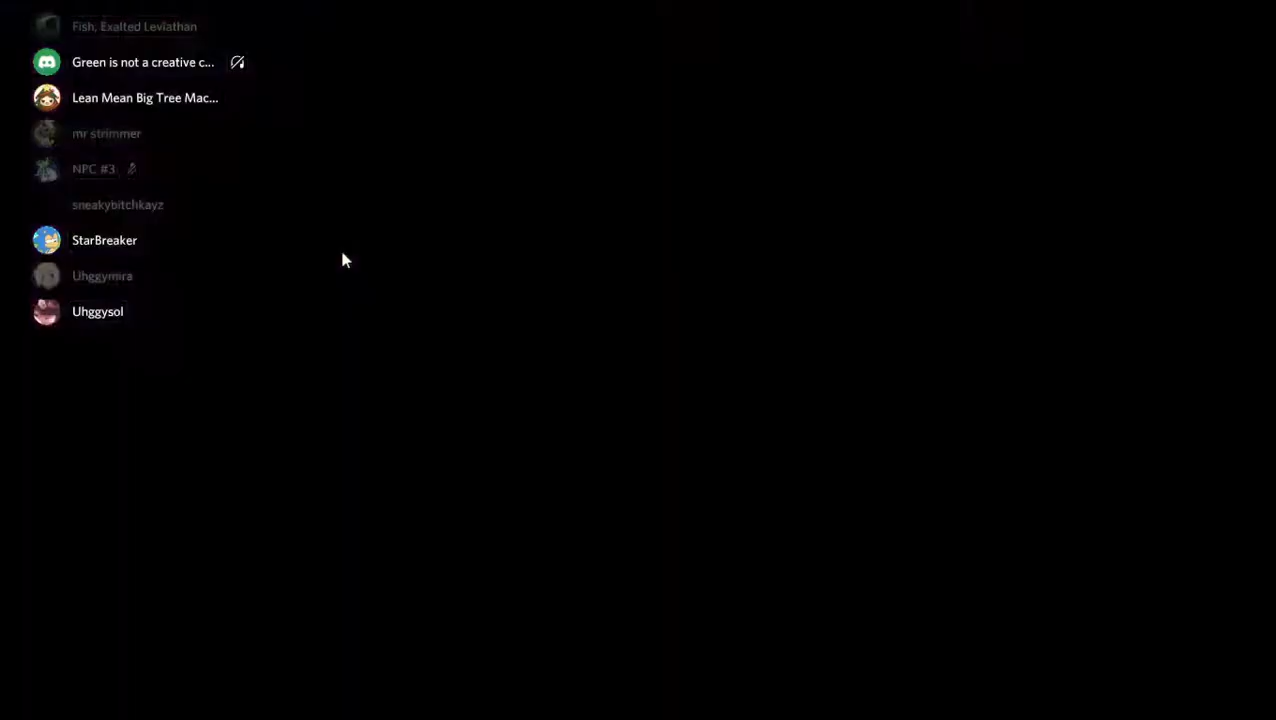 Fish, Exalted Leviathan
Green is not a creative c...
Lean Mean Big Tree Mac...
mr strimmer
NPC #3
sneakybitchkayz
StarBreaker
Uhggymira
Uhggysol